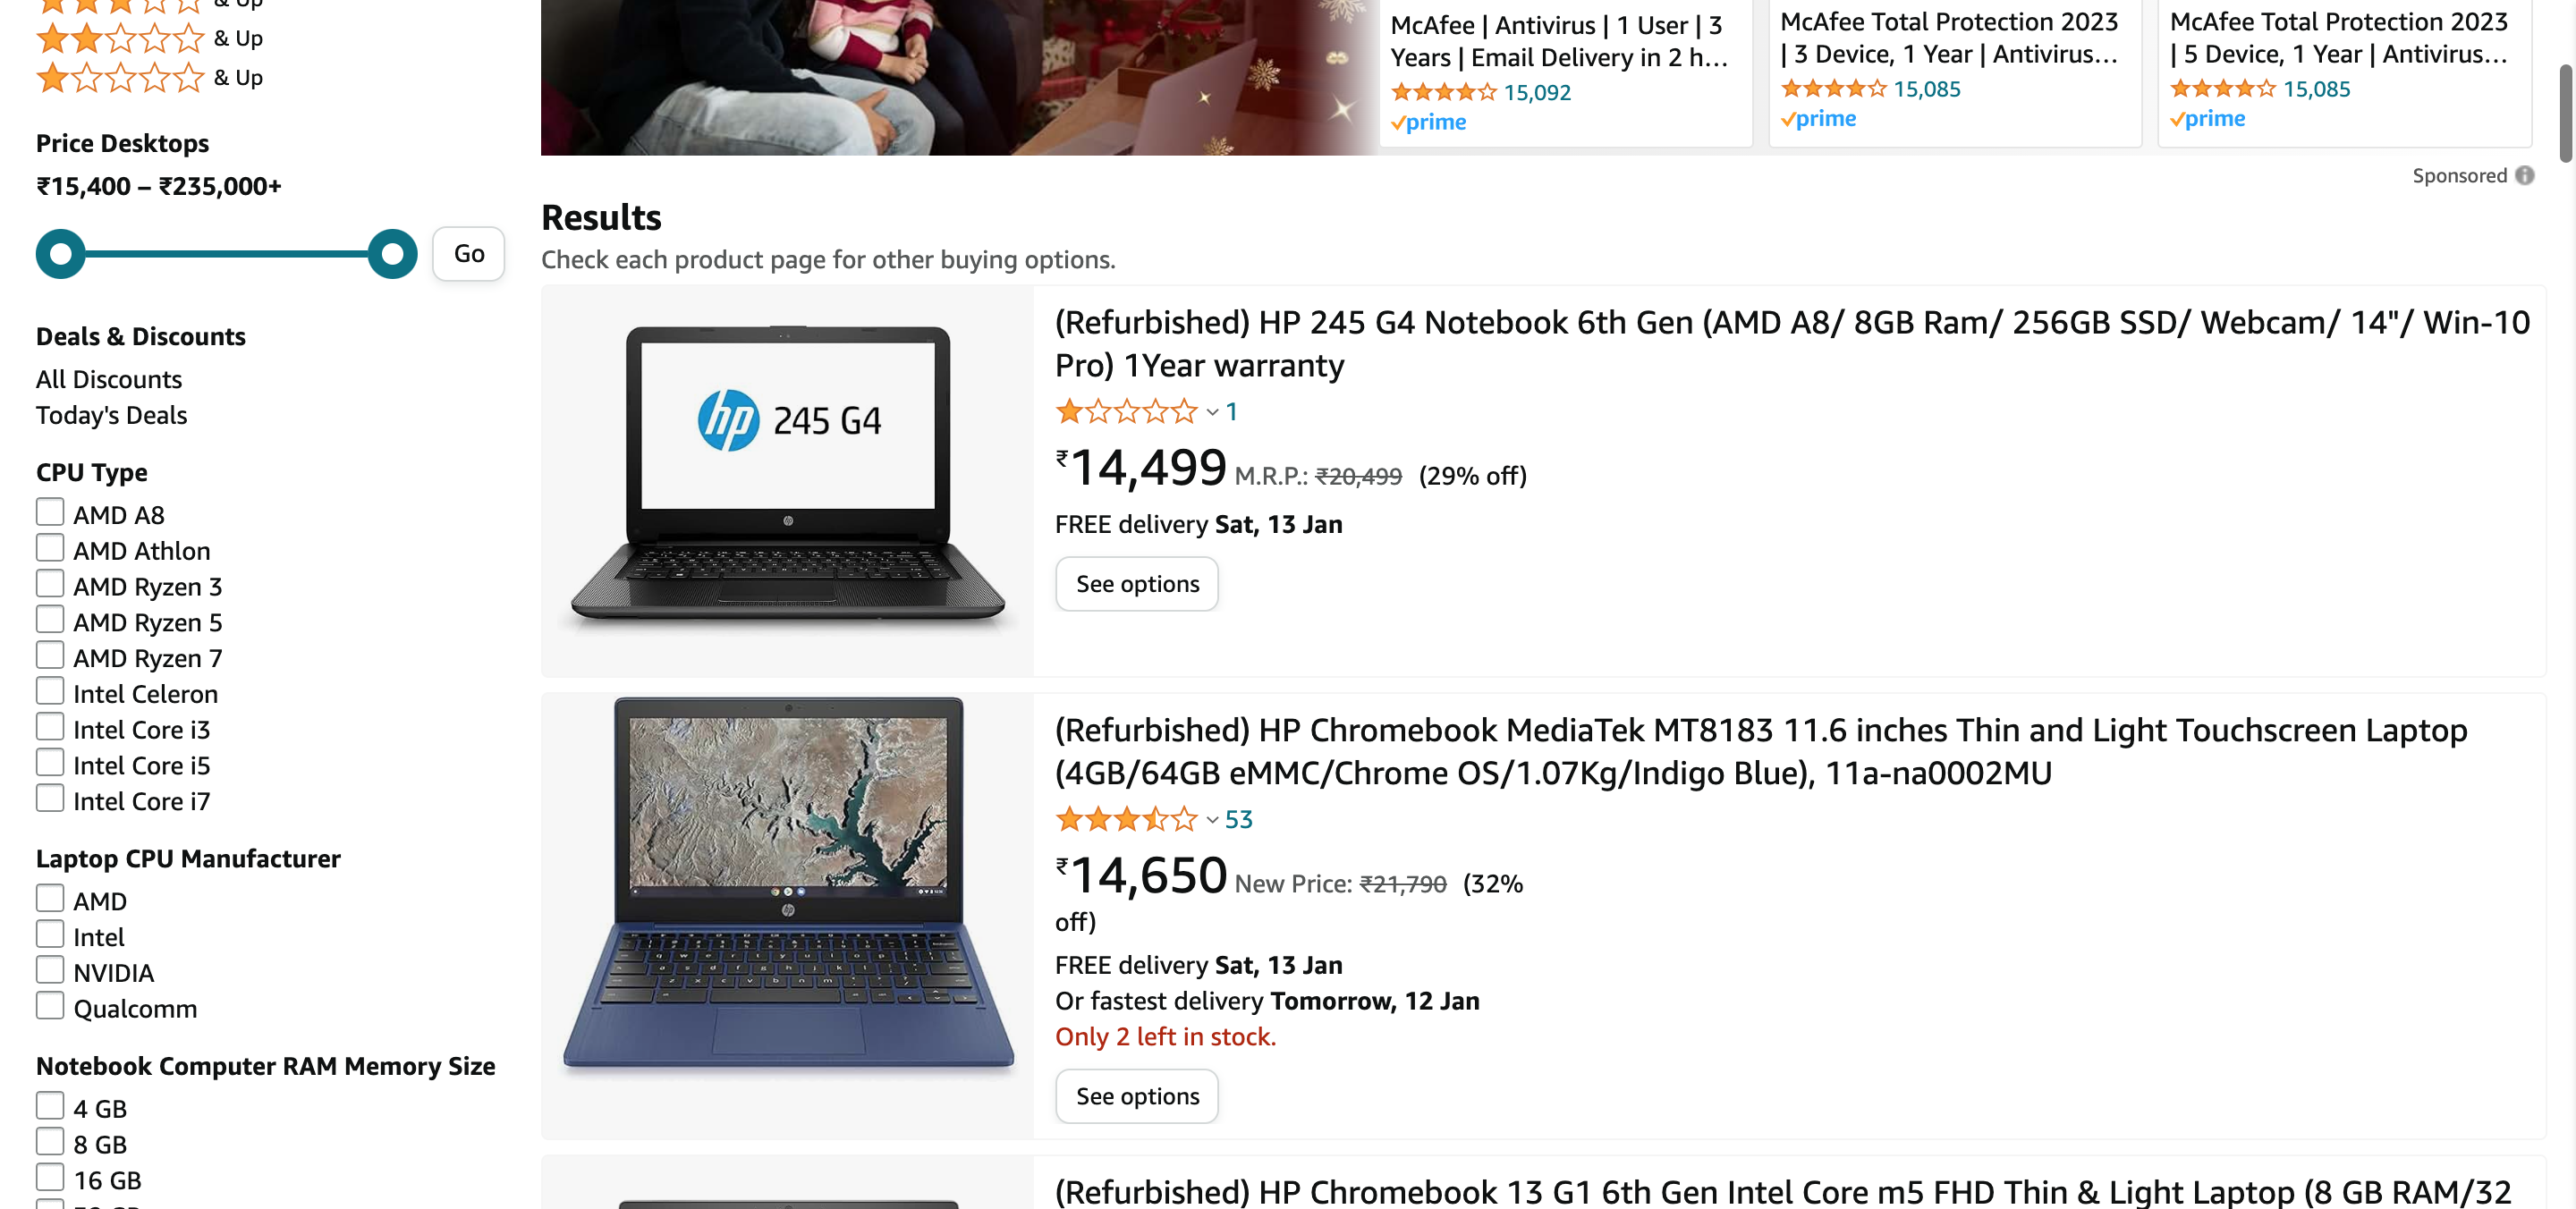 & Up
& Up
& Up
Price Desktops
₹15,400 – ₹235,000+
Go
Deals & Discounts
All Discounts
Today's Deals
CPU Type
AMD A8
AMD Athlon
AMD Ryzen 3
AMD Ryzen 5
AMD Ryzen 7
Intel Celeron
Intel Core i3
Intel Core i5
Intel Core i7
Laptop CPU Manufacturer
AMD
Intel
NVIDIA
Qualcomm
Notebook Computer RAM Memory Size
4 GB
8 GB
16 GB
McAfee | Antivirus | 1 User | 3
Years | Email Delivery in 2 h...
15,092
prime
McAfee Total Protection 2023
| 3 Device, 1 Year | Antivirus...
15,085
prime
McAfee Total Protection 2023
| 5 Device, 1 Year | Antivirus...
15,085
prime
Sponsored
Results
Check each product page for other buying options.
hp 245 G4
(Refurbished) HP 245 G4 Notebook 6th Gen (AMD A8/ 8GB Ram/ 256GB SSD/ Webcam/ 14"/ Win-10
Pro) 1Year warranty
1
₹14,499 M.R.P.: ₹20,499 (29% off)
FREE delivery Sat, 13 Jan
See options
(Refurbished) HP Chromebook MediaTek MT8183 11.6 inches Thin and Light Touchscreen Laptop
(4GB/64GB eMMC/Chrome OS/1.07Kg/Indigo Blue), 11a-na0002MU
53
₹14,650 New Price: ₹21,790 (32%
off)
FREE delivery Sat, 13 Jan
Or fastest delivery Tomorrow, 12 Jan
Only 2 left in stock.
See options
(Refurbished) HP Chromebook 13 G1 6th Gen Intel Core m5 FHD Thin & Light Laptop (8 GB RAM/32